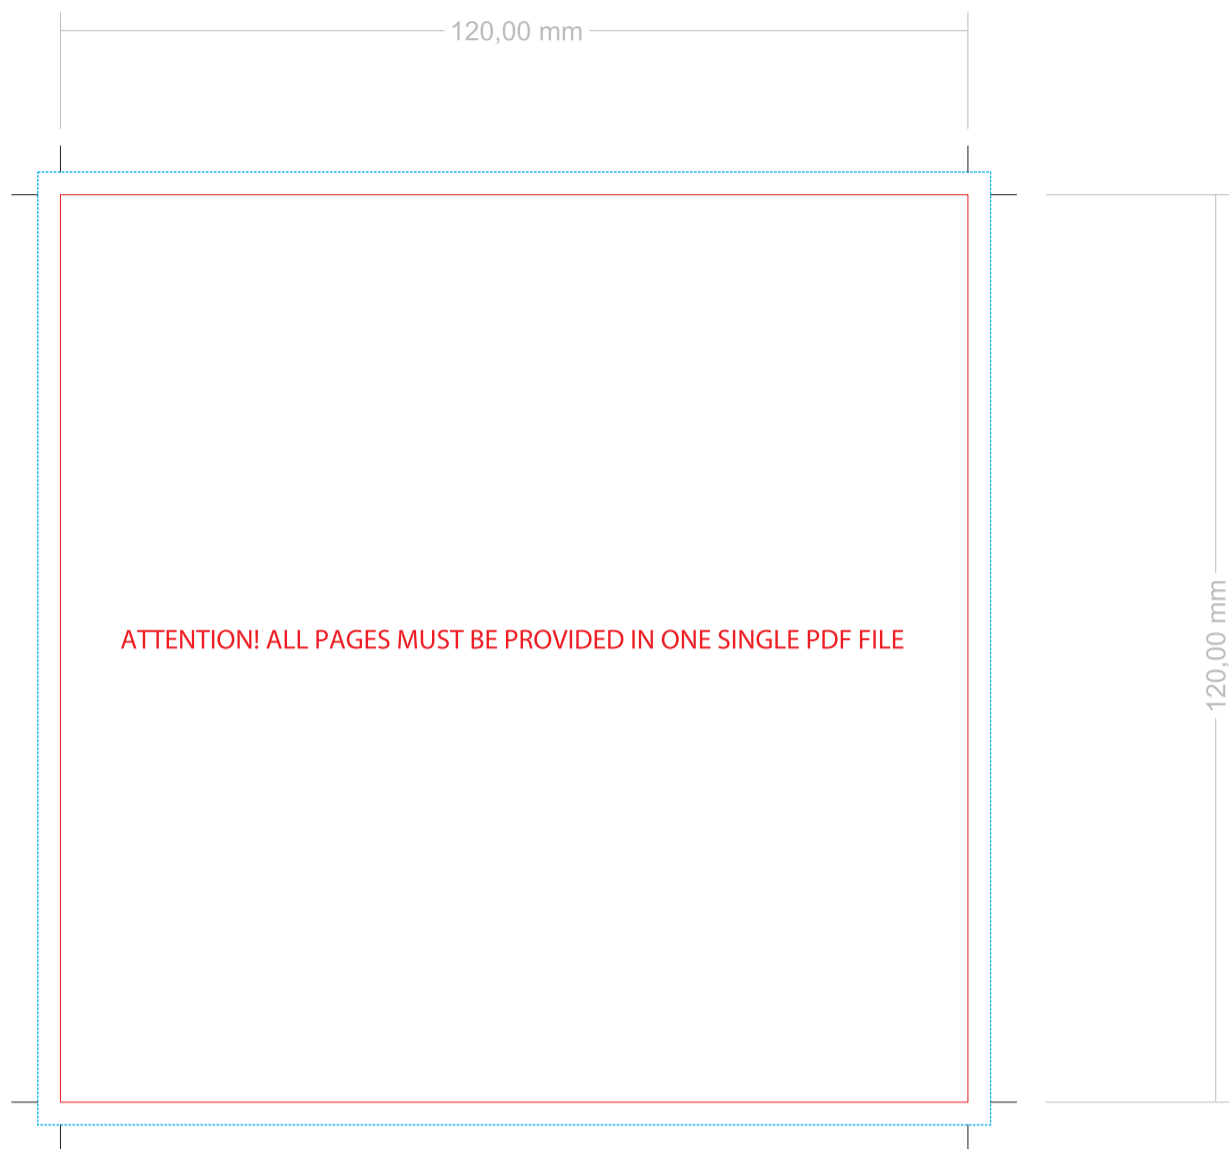 120,00 mm
ATTENTION! ALL PAGES MUST BE PROVIDED IN ONE SINGLE PDF FILE
120,00 mm